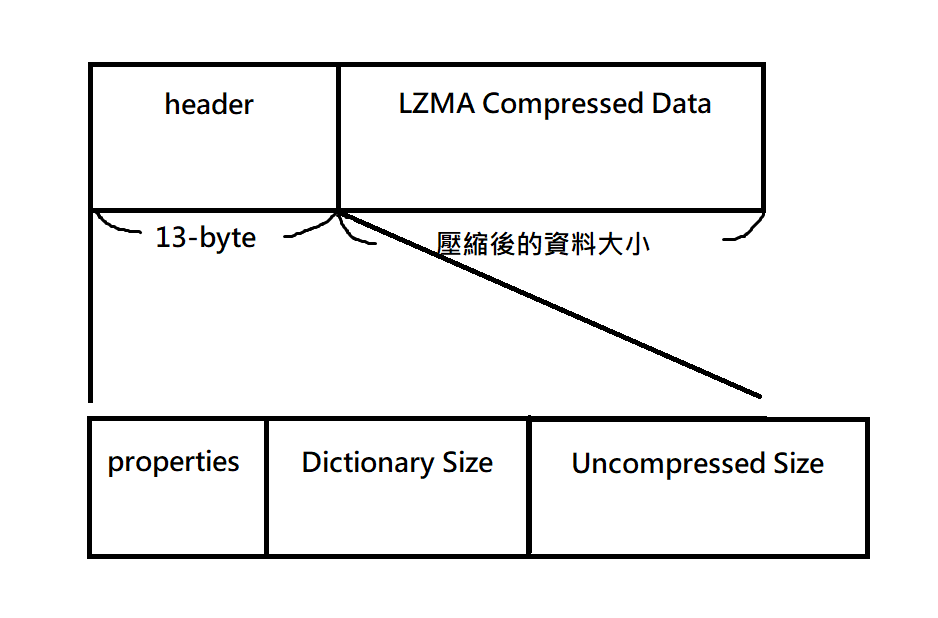 header
LZMA Compressed Data
13-byte
壓縮後的資料大小
properties
Dictionary Size
Uncompressed Size